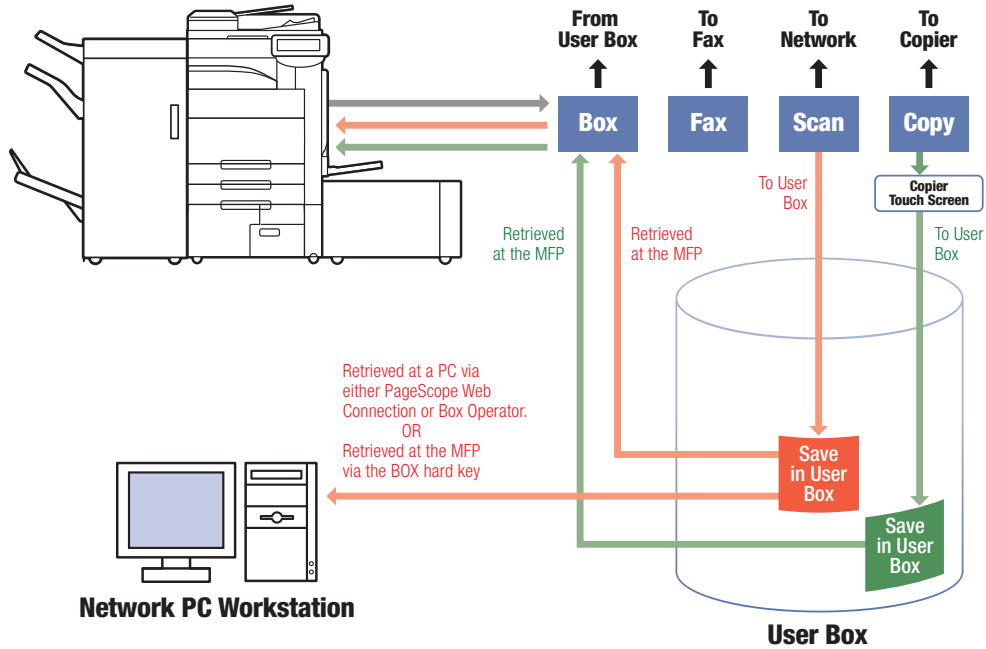 From
User Box
To
Fax
To
Network
To
Copier
Box
Fax
Scan
Copy
To User
Box
Copier
Touch Screen
To User
Box
Retrieved
at the MFP
Retrieved
at the MFP
Retrieved at a PC via
either PageScope Web
Connection or Box Operator.
OR
Retrieved at the MFP
via the BOX hard key
Save
in User
Box
Save
in User
Box
Network PC Workstation
User Box